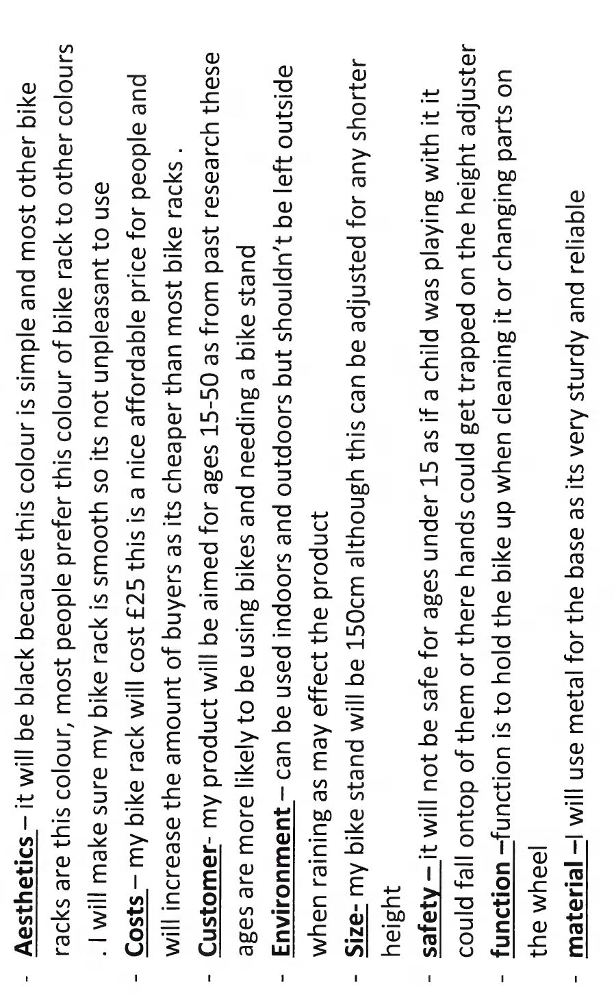 - Aesthetics – it will be black because this colour is simple and most other bike
racks are this colour, most people prefer this colour of bike rack to other colours
. I will make sure my bike rack is smooth so its not unpleasant to use
- Costs – my bike rack will cost £25 this is a nice affordable price for people and
will increase the amount of buyers as its cheaper than most bike racks .
- Customer- my product will be aimed for ages 15-50 as from past research these
ages are more likely to be using bikes and needing a bike stand
- Environment – can be used indoors and outdoors but shouldn't be left outside
when raining as may effect the product
- Size- my bike stand will be 150cm although this can be adjusted for any shorter
height
- safety – it will not be safe for ages under 15 as if a child was playing with it it
could fall ontop of them or there hands could get trapped on the height adjuster
- function –function is to hold the bike up when cleaning it or changing parts on
the wheel
- material –I will use metal for the base as its very sturdy and reliable